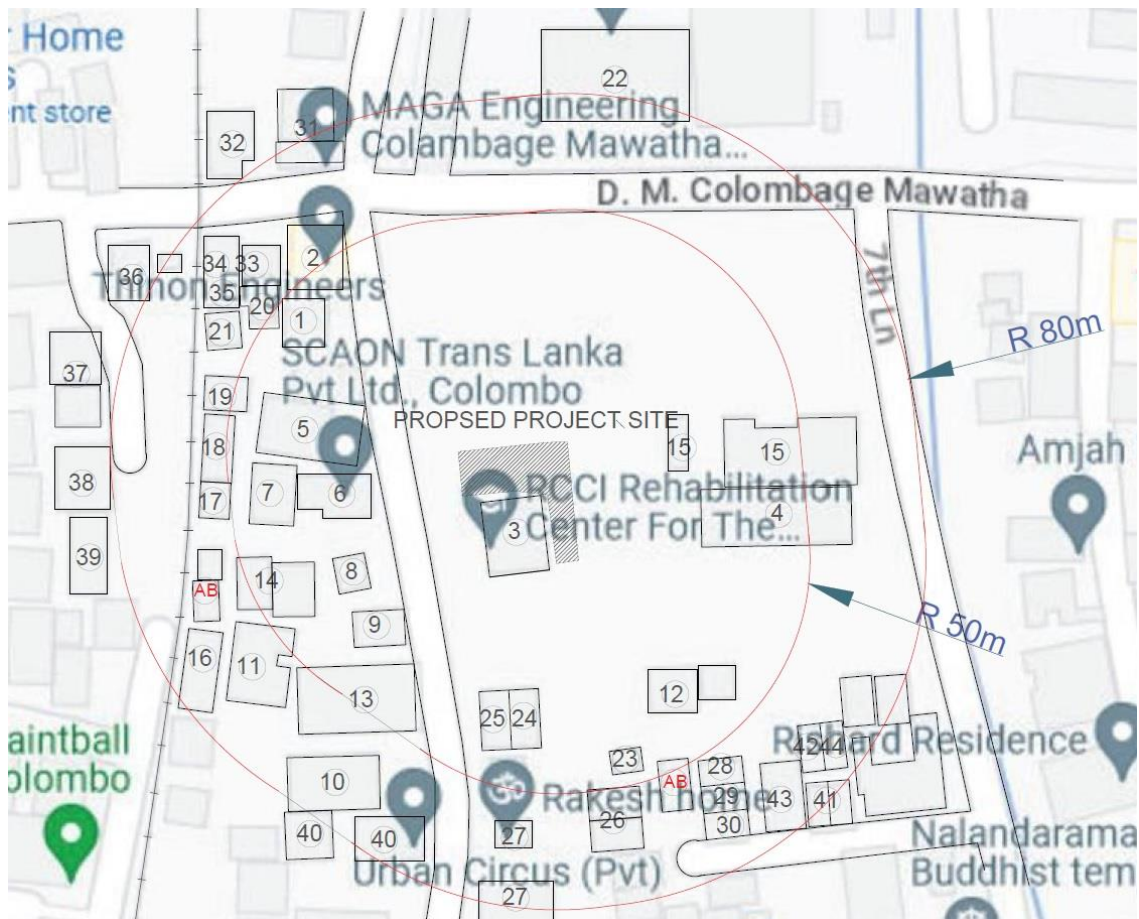 Home
s
ent store
22
MAGA Engineering
Colambage Mawatha...
31
32
D. M. Colombage Mawatha
2
34
33
36
35
20
Thinon Engineers
21
1
7th Ln
R 80m
SCAON Trans Lanka
Pvt Ltd., Colombo
37
19
PROPSED PROJECT SITE
5
18
15
15
Amjah
38
17
7
6
RCCI Rehabilitation
Center For The...
4
3
39
14
8
AB
9
R 50m
16
11
13
12
25
24
aintball
olombo
23
42
44
Rishard Residence
10
AB
28
29
43
41
Rakesh home
26
30
40
40
27
Urban Circus (Pvt)
27
Nalandarama
Buddhist tem